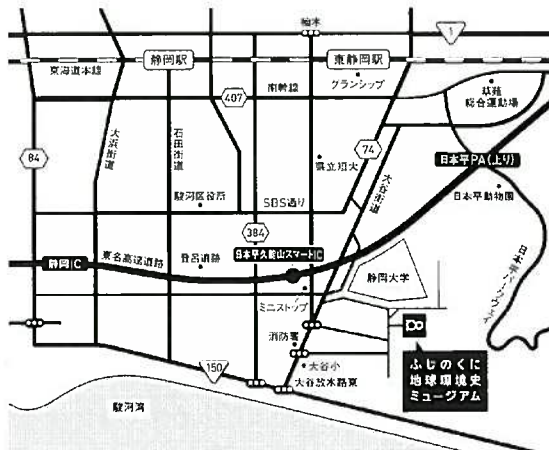 柚木
1
静岡駅
東静岡駅
東海道本線
グランシップ
南幹線
407
草薙
総合運動場
84
大浜街道
石田街道
74
県立短大
大谷街道
日本平PA(上り)
駿河区役所
SBS通り
日本平動物園
384
日本平久能山スマートIC
静岡IC
東名高速道路
登呂遺跡
静岡大学
日本平パークウェイ
ミニストップ
消防署
大谷小
150
大谷放水路東
ふじのくに
地球環境史
ミュージアム
駿河湾